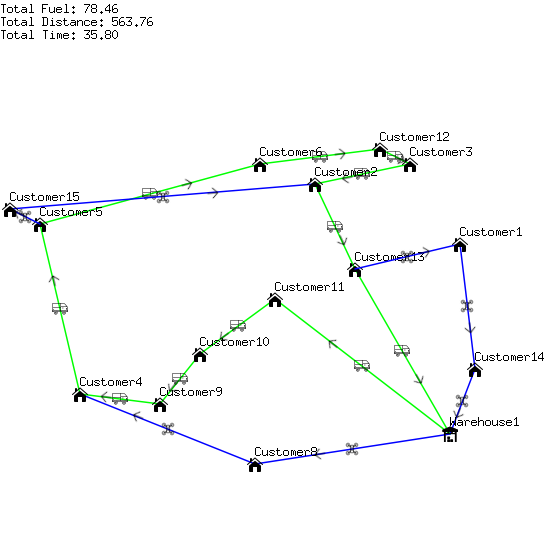 Total Fuel: 78.46
Total Distance: 563.76
Total Time: 35.80
Customer12
Customer6
Customer3
Customer2
Customer15
Customer5
Customer1
Customer13
Customer11
Customer10
Customer14
Customer4
Customer9
Warehouse1
Customer8